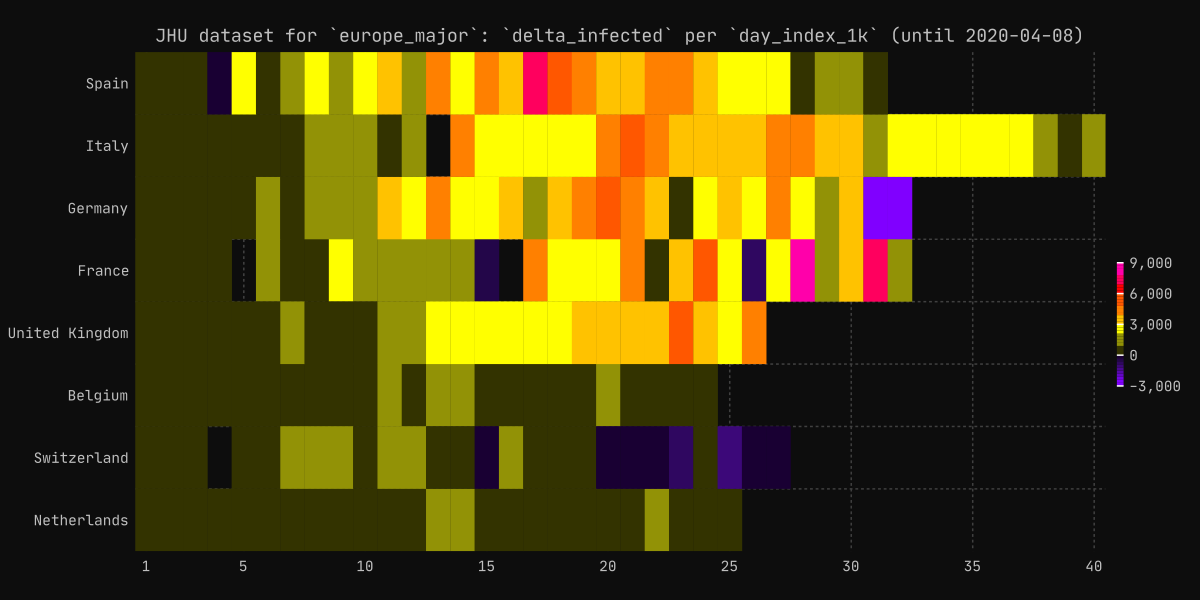 JHU dataset for `europe_major`: `delta_infected` per `day_index_1k` (until 2020-04-08)
Spain
Italy
Germany
France
United Kingdom
Belgium
Switzerland
Netherlands
1 5 10 15 20 25 30 35 40
9,000
6,000
3,000
0
-3,000